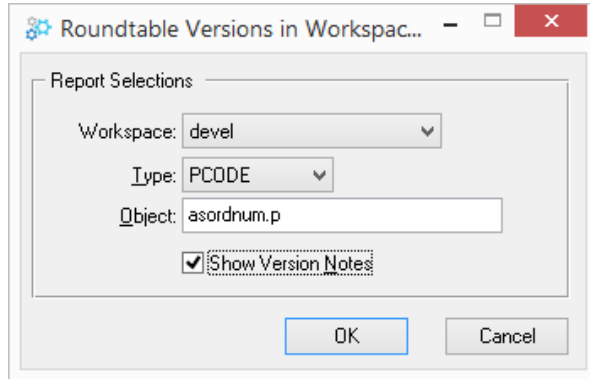 Roundtable Versions in Workspac...
Report Selections
Workspace: devel
Type: PCODE
Object: asordnum.p
Show Version Notes
OK Cancel